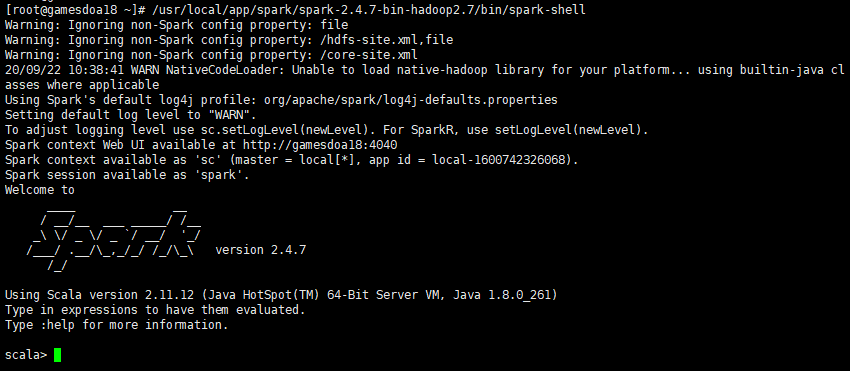 [root@gamesdoa18 ~]# /usr/local/app/spark/spark-2.4.7-bin-hadoop2.7/bin/spark-shell
Warning: Ignoring non-Spark config property: file
Warning: Ignoring non-Spark config property: /hdfs-site.xml,file
Warning: Ignoring non-Spark config property: /core-site.xml
20/09/22 10:38:41 WARN NativeCodeLoader: Unable to load native-hadoop library for your platform... using builtin-java cl
asses where applicable
Using Spark's default log4j profile: org/apache/spark/log4j-defaults.properties
Setting default log level to "WARN".
To adjust logging level use sc.setLogLevel(newLevel). For SparkR, use setLogLevel(newLevel).
Spark context Web UI available at http://gamesdoa18:4040
Spark context available as 'sc' (master = local[*], app id = local-1600742326068).
Spark session available as 'spark'.
Welcome to
      ____              __
     / __/__  ___ _____/ /__
    _\ \/ _ \/ _ `/ __/  '_/
   /___/ .__/\_,_/_/ /_/\_\   version 2.4.7
      /_/
Using Scala version 2.11.12 (Java HotSpot(TM) 64-Bit Server VM, Java 1.8.0_261)
Type in expressions to have them evaluated.
Type :help for more information.
scala>